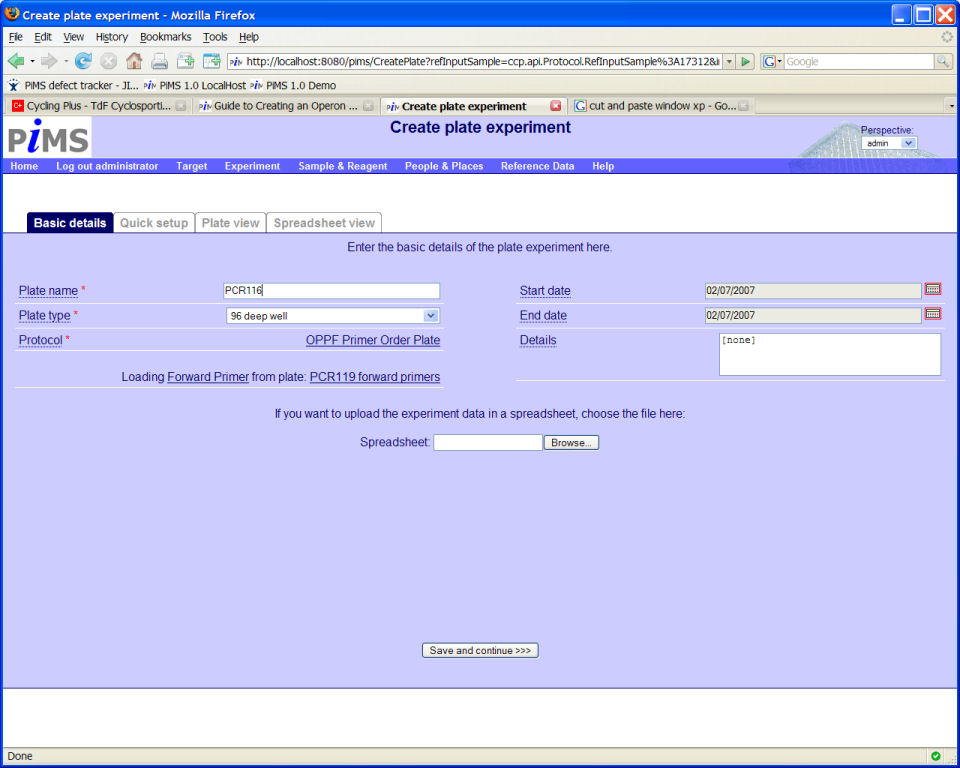 Create plate experiment - Mozilla Firefox
File Edit View History Bookmarks Tools Help
http://localhost:8080/pims/CreatePlate?refInputSample=ccp.api.Protocol.RefInputSample%3A17312& Google
PiMS defect tracker - JI... PiMS 1.0 LocalHost PiMS 1.0 Demo
Cycling Plus - TdF Cyclosporti... Guide to Creating an Operon ... Create plate experiment cut and paste window xp - Go...
PiMS Create plate experiment Perspective:
admin
Home Log out administrator Target Experiment Sample & Reagent People & Places Reference Data Help
Basic details Quick setup Plate view Spreadsheet view
Enter the basic details of the plate experiment here.
Plate name * PCR116 Start date 02/07/2007
Plate type * 96 deep well End date 02/07/2007
Protocol * OPPF Primer Order Plate Details [none]
Loading Forward Primer from plate: PCR119 forward primers
If you want to upload the experiment data in a spreadsheet, choose the file here:
Spreadsheet: Browse...
Save and continue >>>
Done